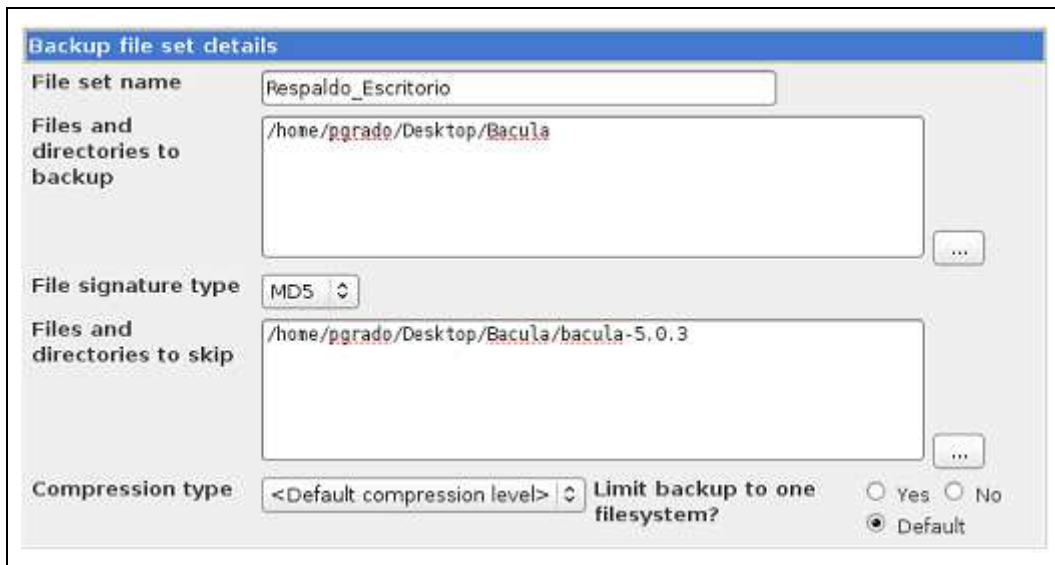 Backup file set details
File set name
Respaldo_Escritorio
Files and
directories to
backup
/home/pgrado/Desktop/Bacula
...
File signature type
MD5
Files and
directories to skip
/home/pgrado/Desktop/Bacula/bacula-5.0.3
...
Compression type
<Default compression level>
Limit backup to one
filesystem?
Yes No
Default